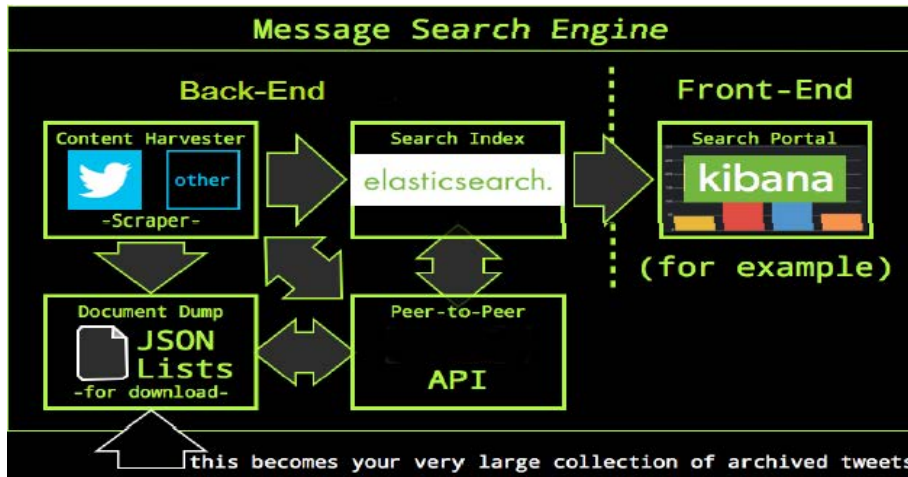 Message Search Engine
Back-End
Front-End
Content Harvester
other
-Scraper-
Search Index
elasticsearch.
Search Portal
kibana
(for example)
Document Dump
JSON
Lists
-for download-
Peer-to-Peer
API
this becomes your very large collection of archived tweets